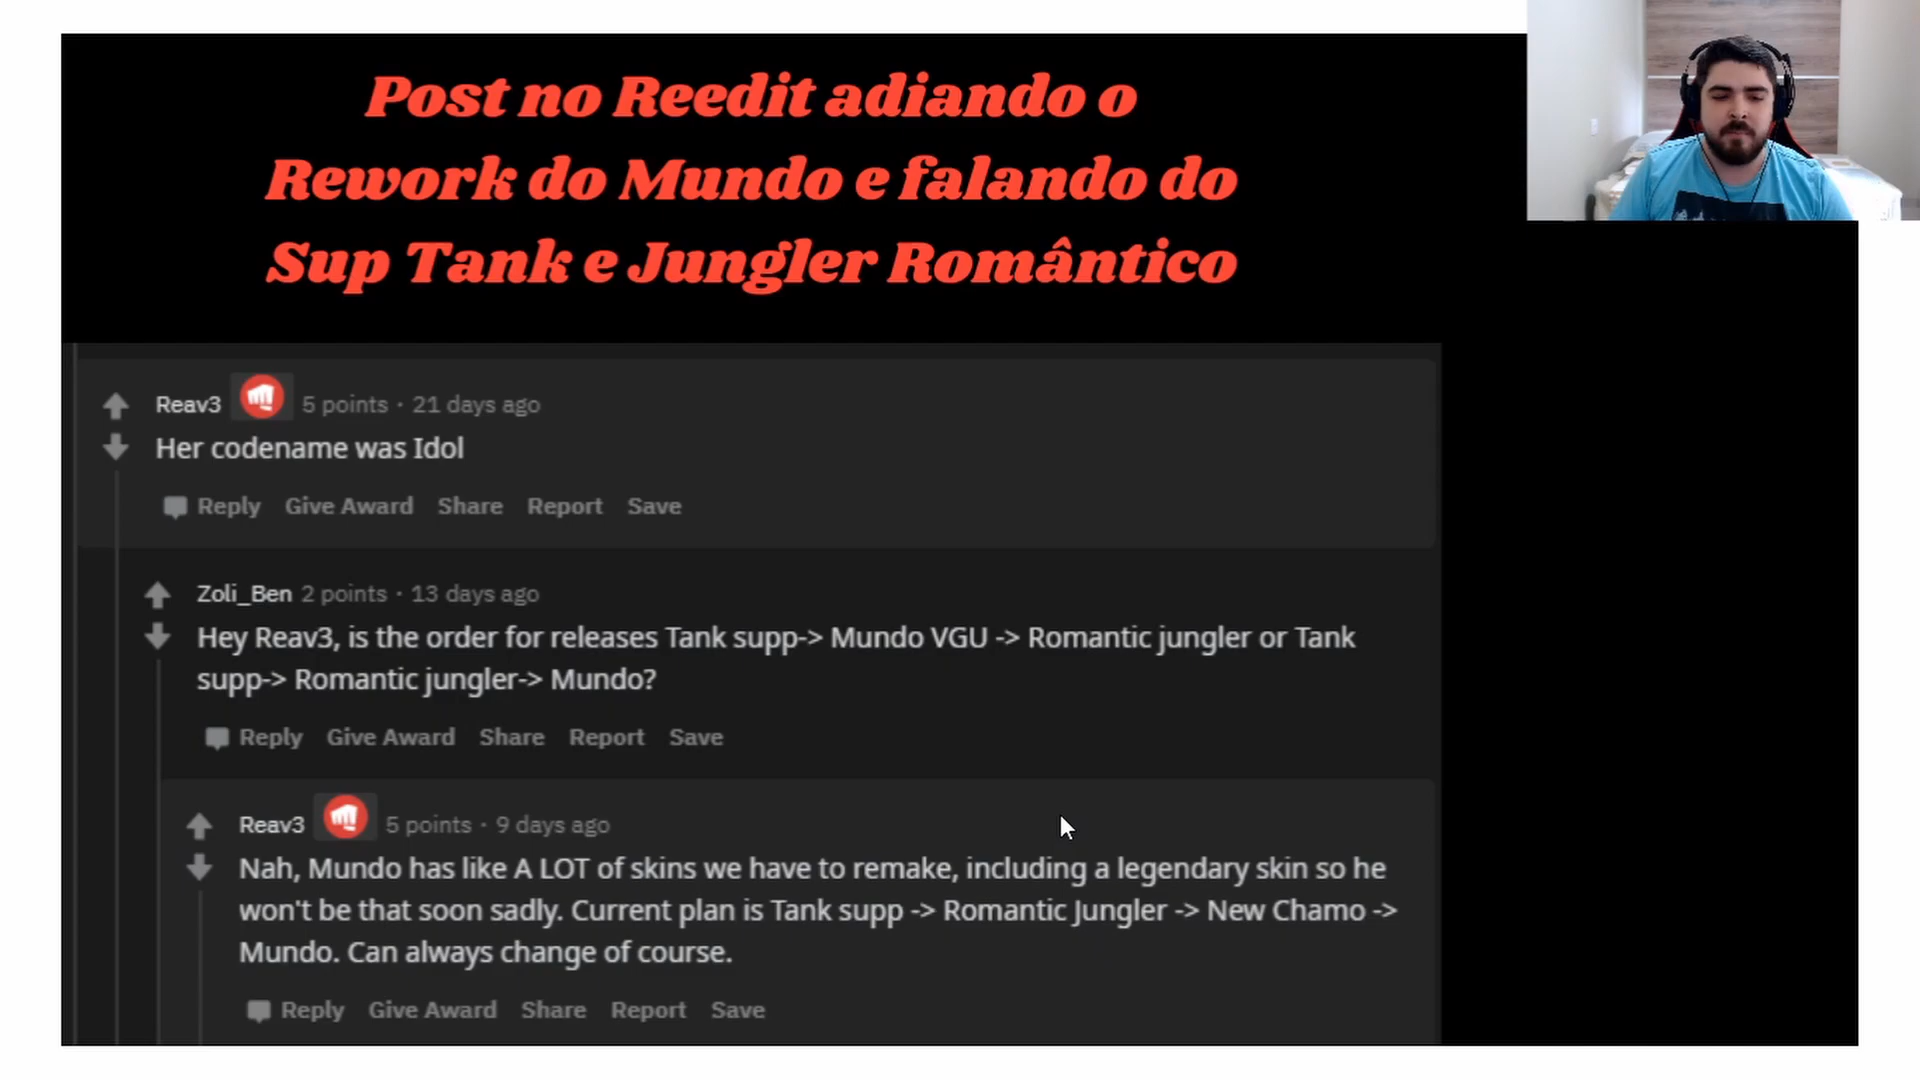 Post no Reedit adiando o
Rework do Mundo e falando do
Sup Tank e Jungler Romântico
Reav3 5 points · 21 days ago
Her codename was Idol
Reply Give Award Share Report Save
Zoli_Ben 2 points · 13 days ago
Hey Reav3, is the order for releases Tank supp-> Mundo VGU -> Romantic jungler or Tank
supp-> Romantic jungler-> Mundo?
Reply Give Award Share Report Save
Reav3 5 points · 9 days ago
Nah, Mundo has like A LOT of skins we have to remake, including a legendary skin so he
won't be that soon sadly. Current plan is Tank supp -> Romantic Jungler -> New Chamo ->
Mundo. Can always change of course.
Reply Give Award Share Report Save